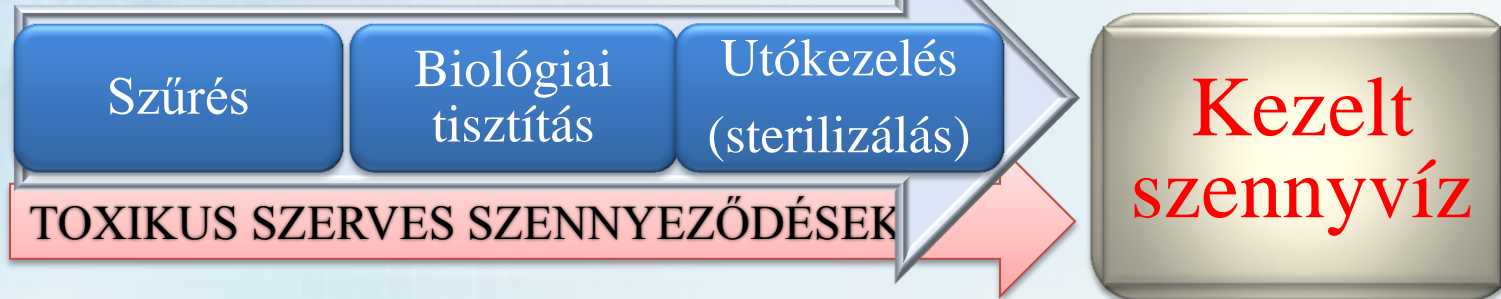 Szűrés
Biológiai
tisztítás
Utókezelés
(sterilizálás)
TOXIKUS SZERVES SZENNYEZŐDÉSEK
Kezelt
szennyvíz